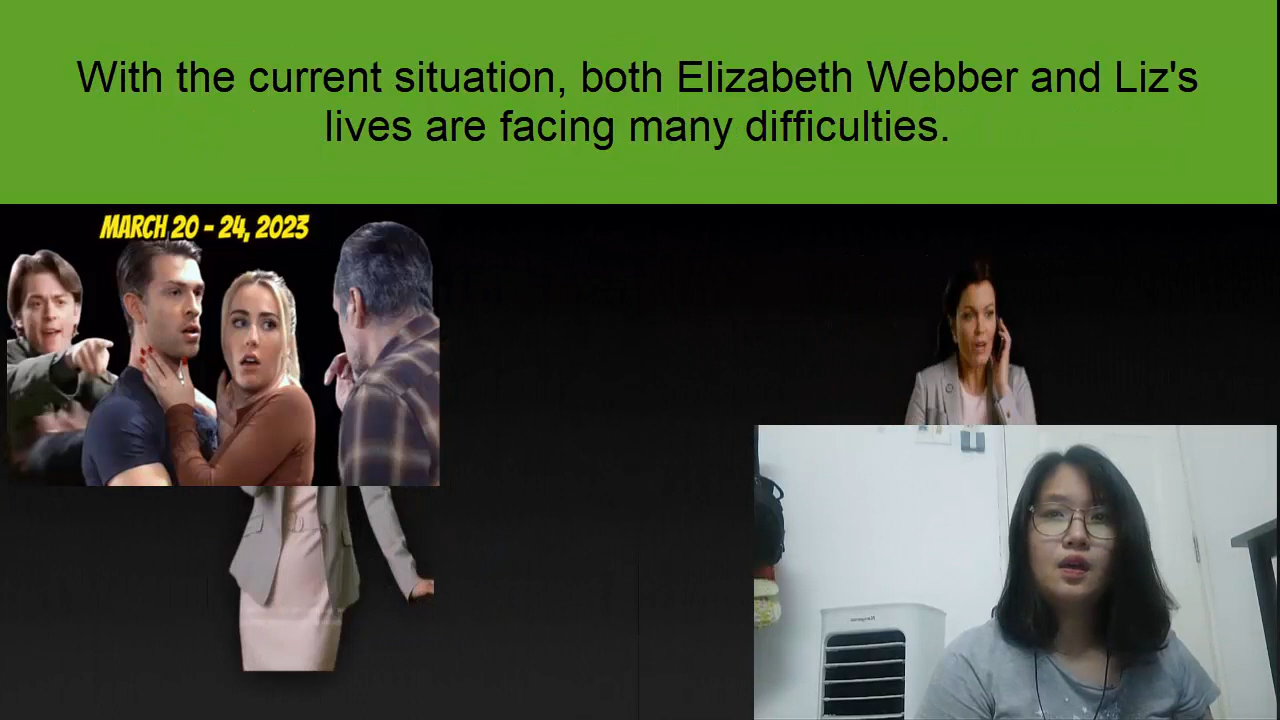 With the current situation, both Elizabeth Webber and Liz's
lives are facing many difficulties.
MARCH 20 - 24, 2023